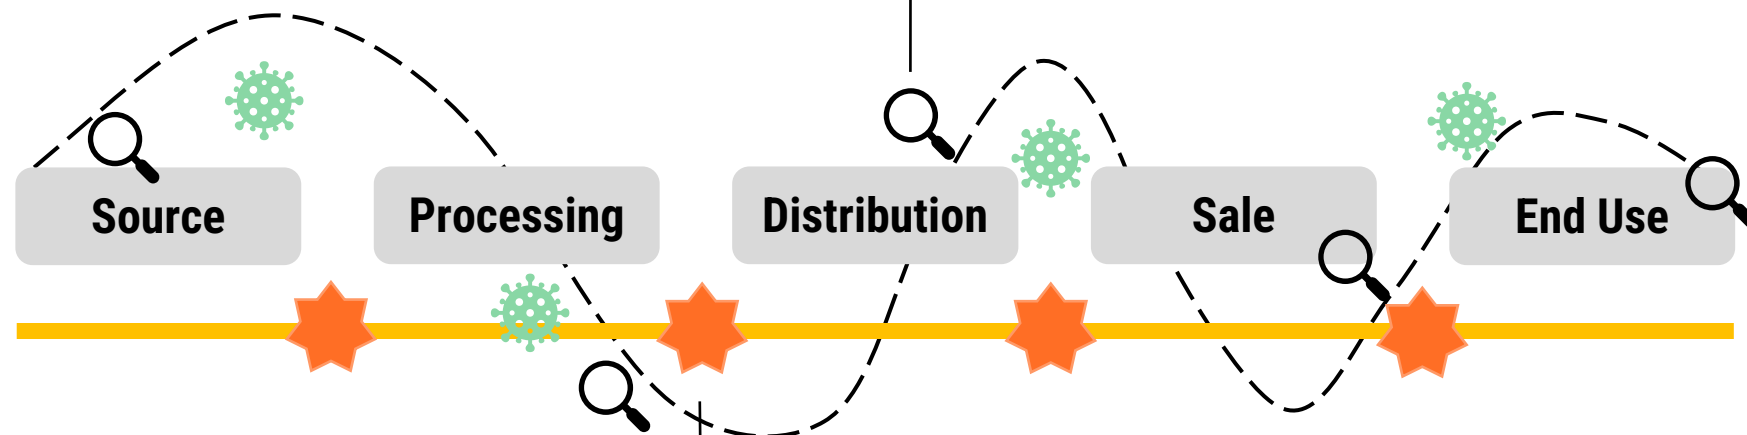 Source
Processing
Distribution
Sale
End Use